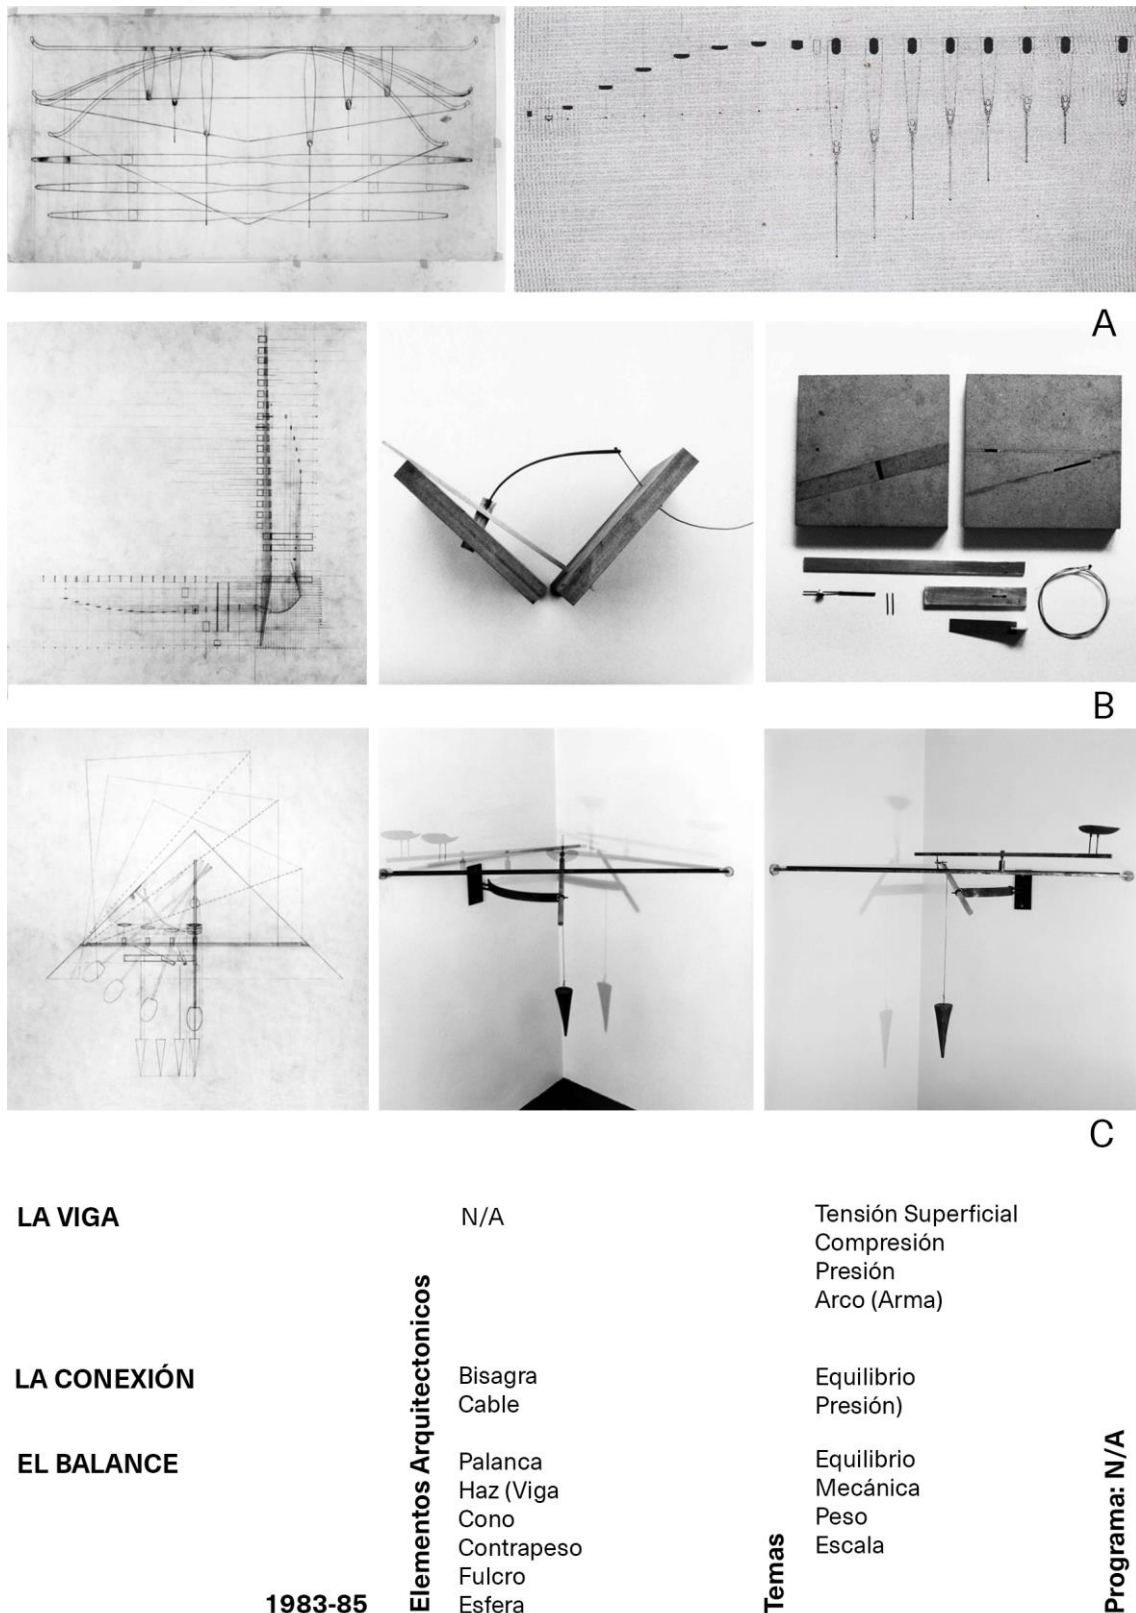 A
B
C
LA VIGA
N/A
Tensión Superficial
Compresión
Presión
Arco (Arma)
LA CONEXIÓN
Bisagra
Cable
Equilibrio
Presión)
EL BALANCE
Palanca
Haz (Viga
Cono
Contrapeso
Fulcro
Esfera
Equilibrio
Mecánica
Peso
Escala
1983-85
Elementos Arquitectonicos
Temas
Programa: N/A